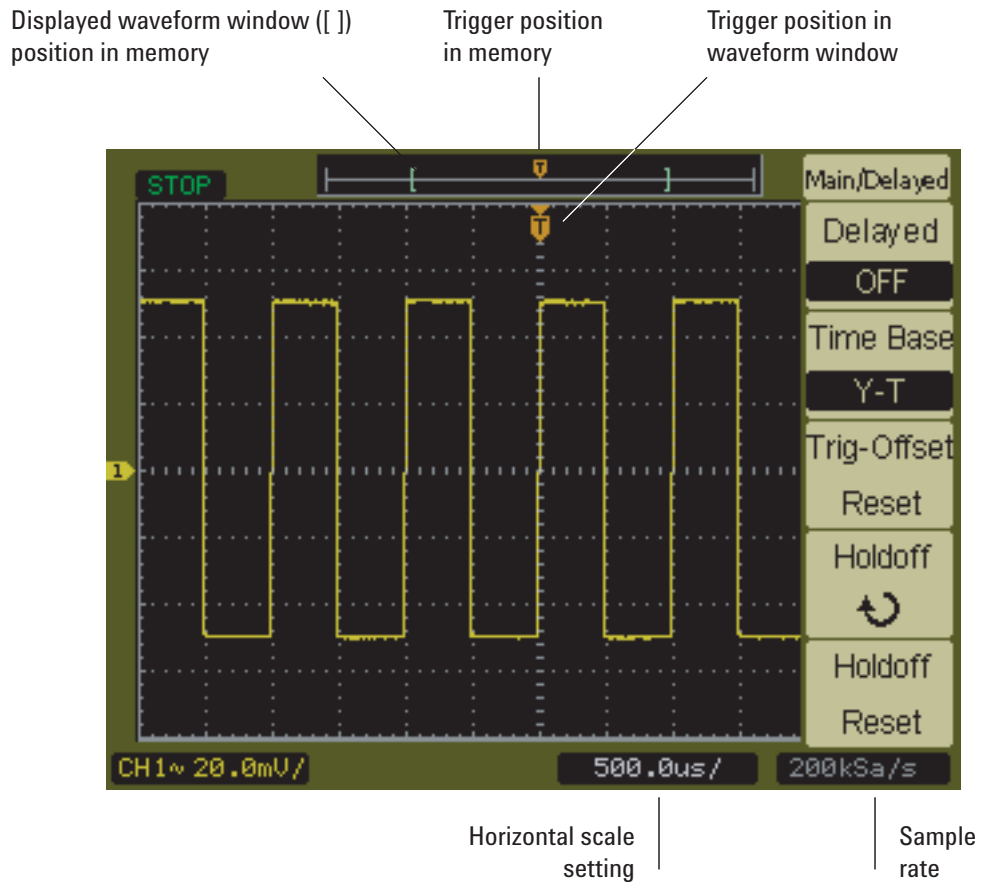 Displayed waveform window ([ ])
position in memory
Trigger position
in memory
Trigger position in
waveform window
STOP
T
Main/Delayed
T
Delayed
OFF
Time Base
Y-T
Trig-Offset
Reset
1
Holdoff
Holdoff
Reset
CH1~ 20.0mV/
500.0us/
200kSa/s
Horizontal scale
setting
Sample
rate